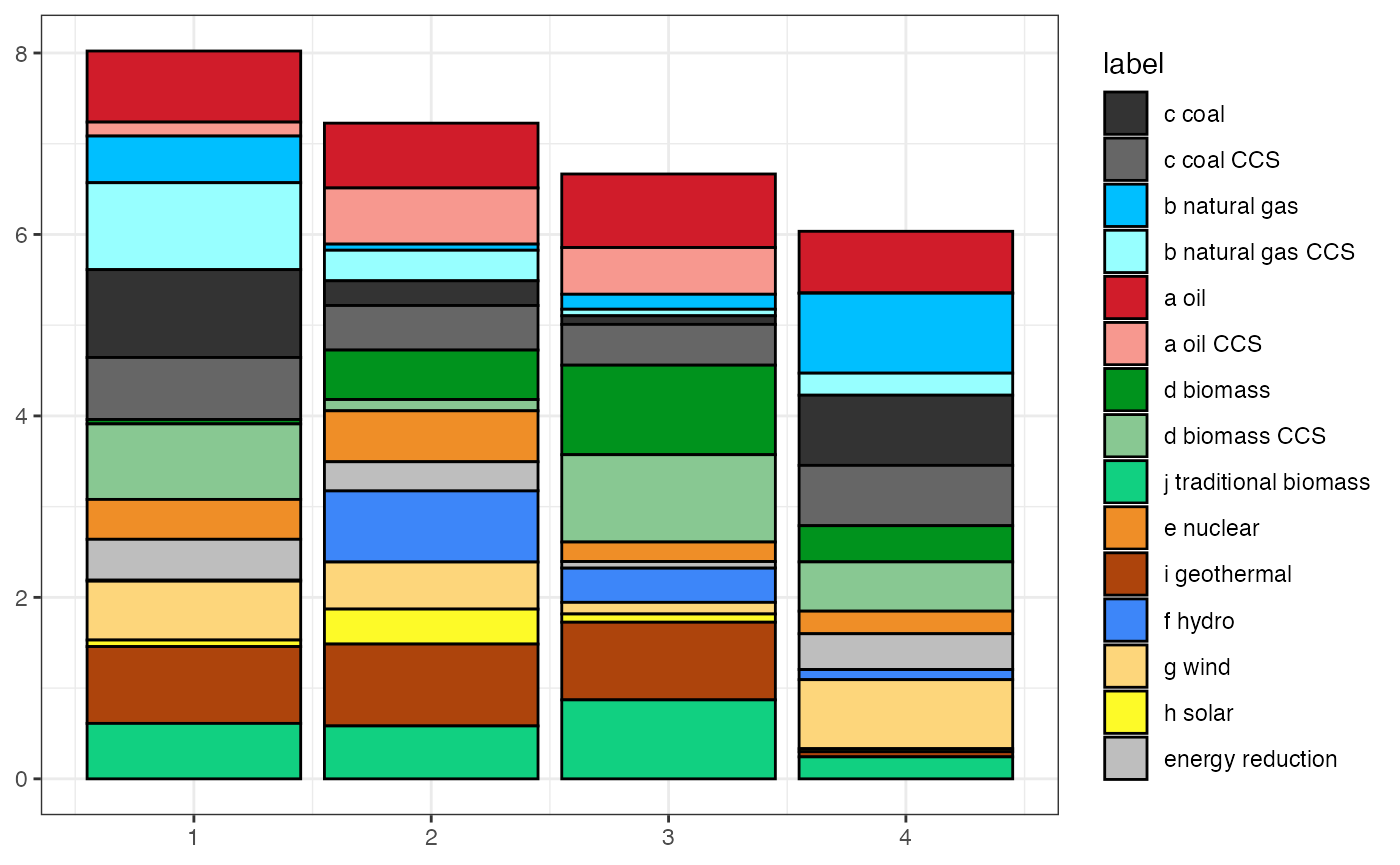 8
6
4
2
0
1
2
3
4
label
c coal
c coal CCS
b natural gas
b natural gas CCS
a oil
a oil CCS
d biomass
d biomass CCS
j traditional biomass
e nuclear
i geothermal
f hydro
g wind
h solar
energy reduction